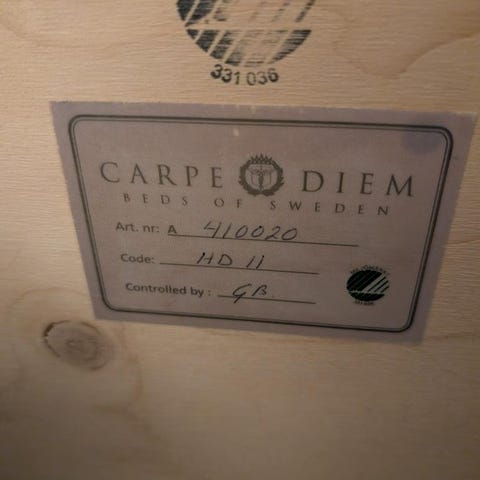 331 036
CARPE DIEM
BEDS OF SWEDEN
Art. nr: A 410020
Code: HD 11
Controlled by: GB.